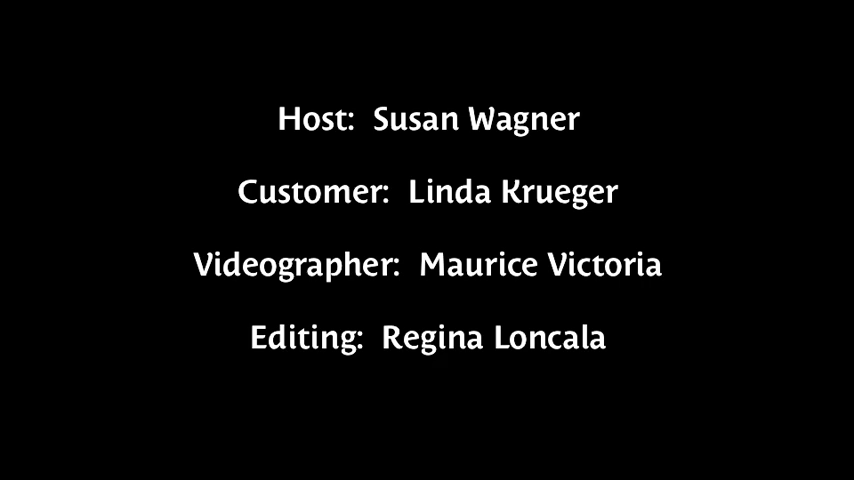 Host: Susan Wagner
Customer: Linda Krueger
Videographer: Maurice Victoria
Editing: Regina Loncala